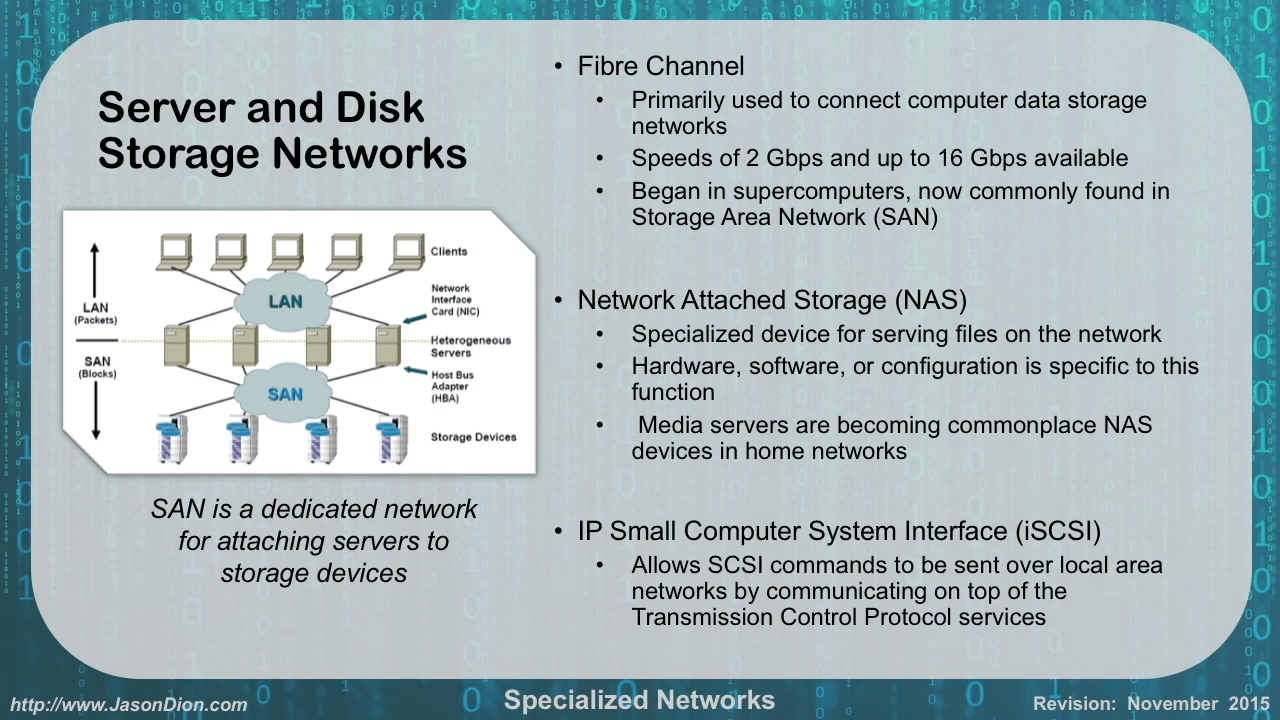 Server and Disk
Storage Networks
Clients
LAN
Network
Interface
Card (NIC)
LAN
(Packets)
Heterogeneous
Servers
SAN
(Blocks)
Host Bus
Adapter
(HBA)
SAN
Storage Devices
SAN is a dedicated network
for attaching servers to
storage devices
• Fibre Channel
• Primarily used to connect computer data storage
networks
• Speeds of 2 Gbps and up to 16 Gbps available
• Began in supercomputers, now commonly found in
Storage Area Network (SAN)
• Network Attached Storage (NAS)
• Specialized device for serving files on the network
• Hardware, software, or configuration is specific to this
function
• Media servers are becoming commonplace NAS
devices in home networks
• IP Small Computer System Interface (iSCSI)
• Allows SCSI commands to be sent over local area
networks by communicating on top of the
Transmission Control Protocol services
http://www.JasonDion.com
Specialized Networks
Revision: November 2015